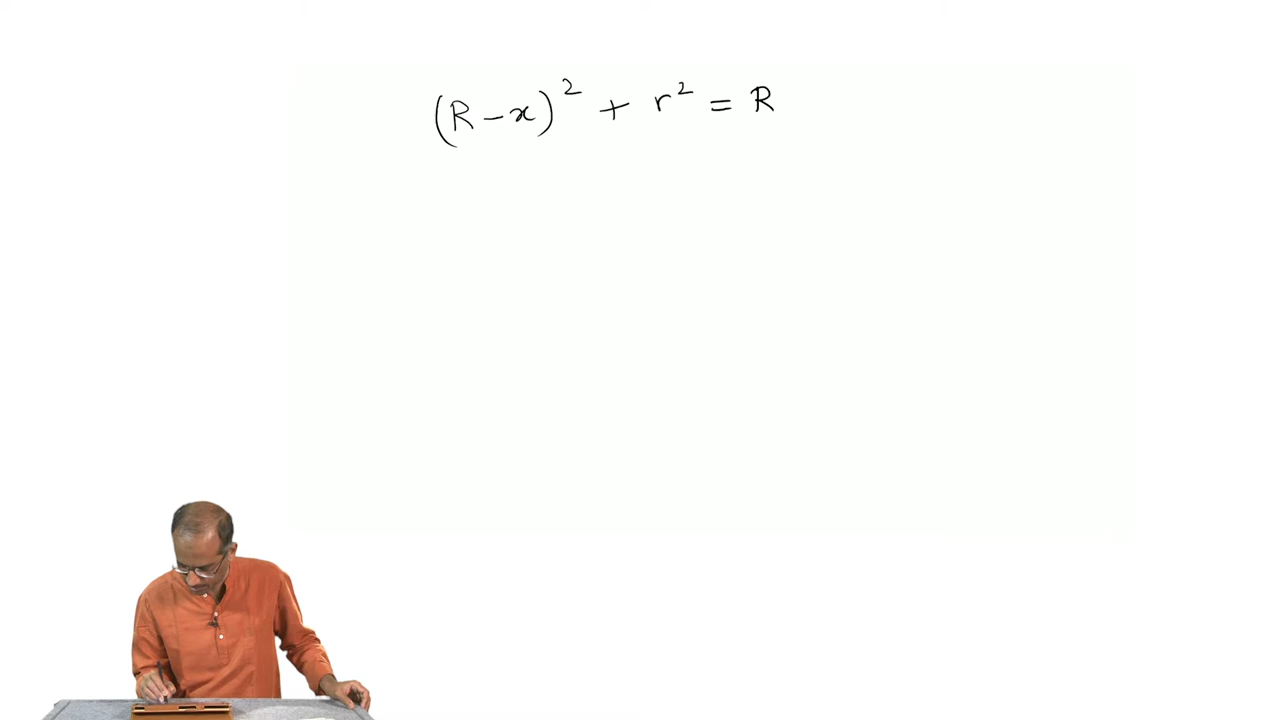 (R - x)² + r² = R